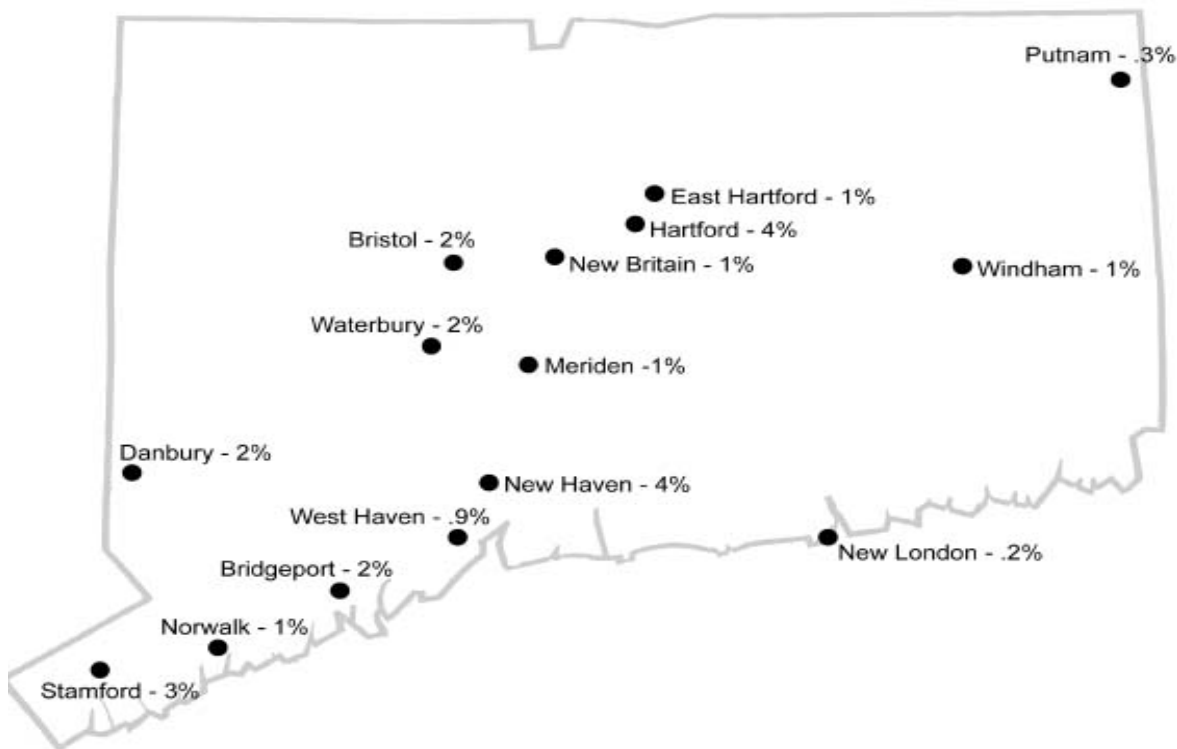 Putnam - .3%
East Hartford - 1%
Hartford - 4%
Bristol - 2%
New Britain - 1%
Windham - 1%
Waterbury - 2%
Meriden -1%
Danbury - 2%
New Haven - 4%
West Haven - .9%
New London - .2%
Bridgeport - 2%
Norwalk - 1%
Stamford - 3%